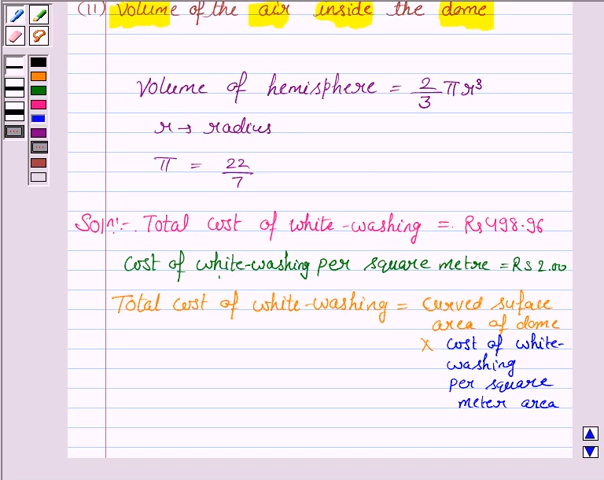 (ii) Volume of the air inside the dome
Volume of hemisphere = 2/3 πr³
r → radius
π = 22/7
Soln:- Total cost of white-washing = Rs 498.96
Cost of white-washing per square metre = Rs 2.00
Total cost of white-washing = curved suface
area of dome
x cost of white-
washing
per square
meter area